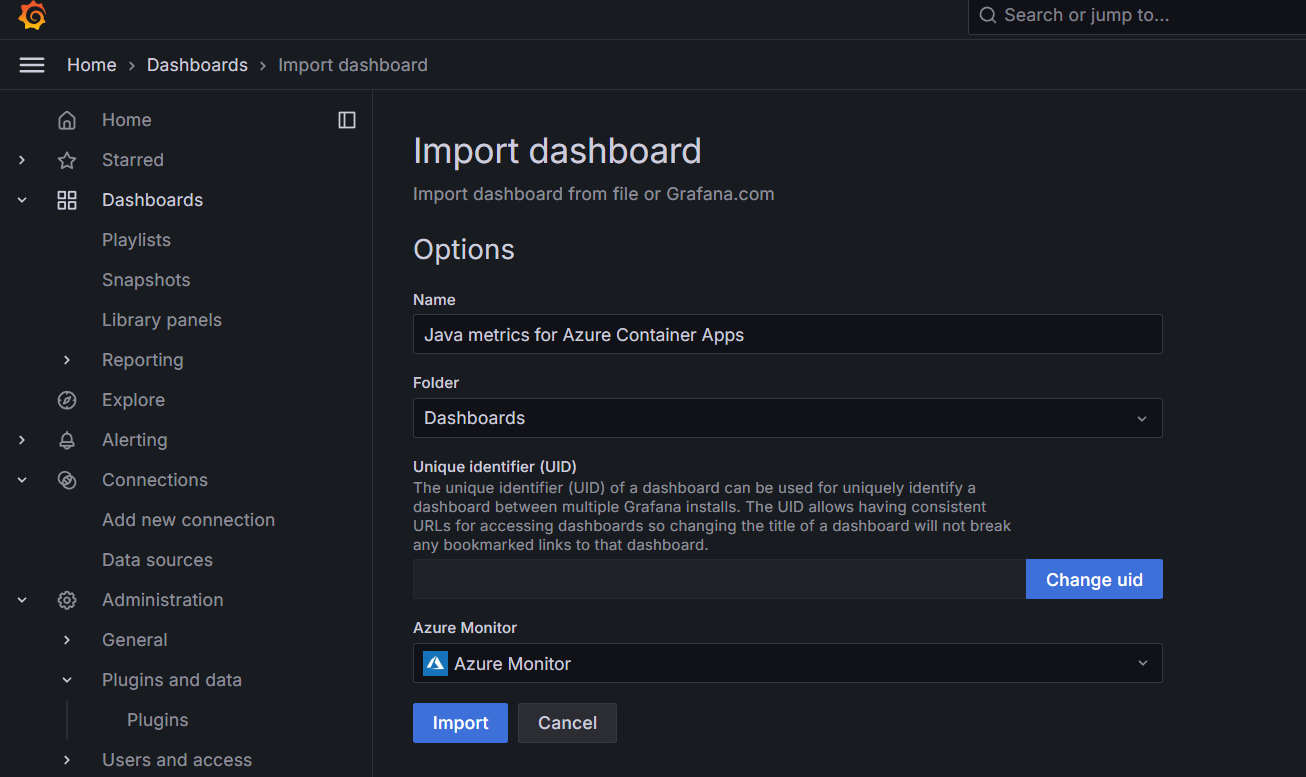 Search or jump to...
Home › Dashboards › Import dashboard
Home
Starred
Dashboards
Playlists
Snapshots
Library panels
Reporting
Explore
Alerting
Connections
Add new connection
Data sources
Administration
General
Plugins and data
Plugins
Users and access
Import dashboard
Import dashboard from file or Grafana.com
Options
Name
Java metrics for Azure Container Apps
Folder
Dashboards
Unique identifier (UID)
The unique identifier (UID) of a dashboard can be used for uniquely identify a
dashboard between multiple Grafana installs. The UID allows having consistent
URLs for accessing dashboards so changing the title of a dashboard will not break
any bookmarked links to that dashboard.
Change uid
Azure Monitor
Azure Monitor
Import Cancel